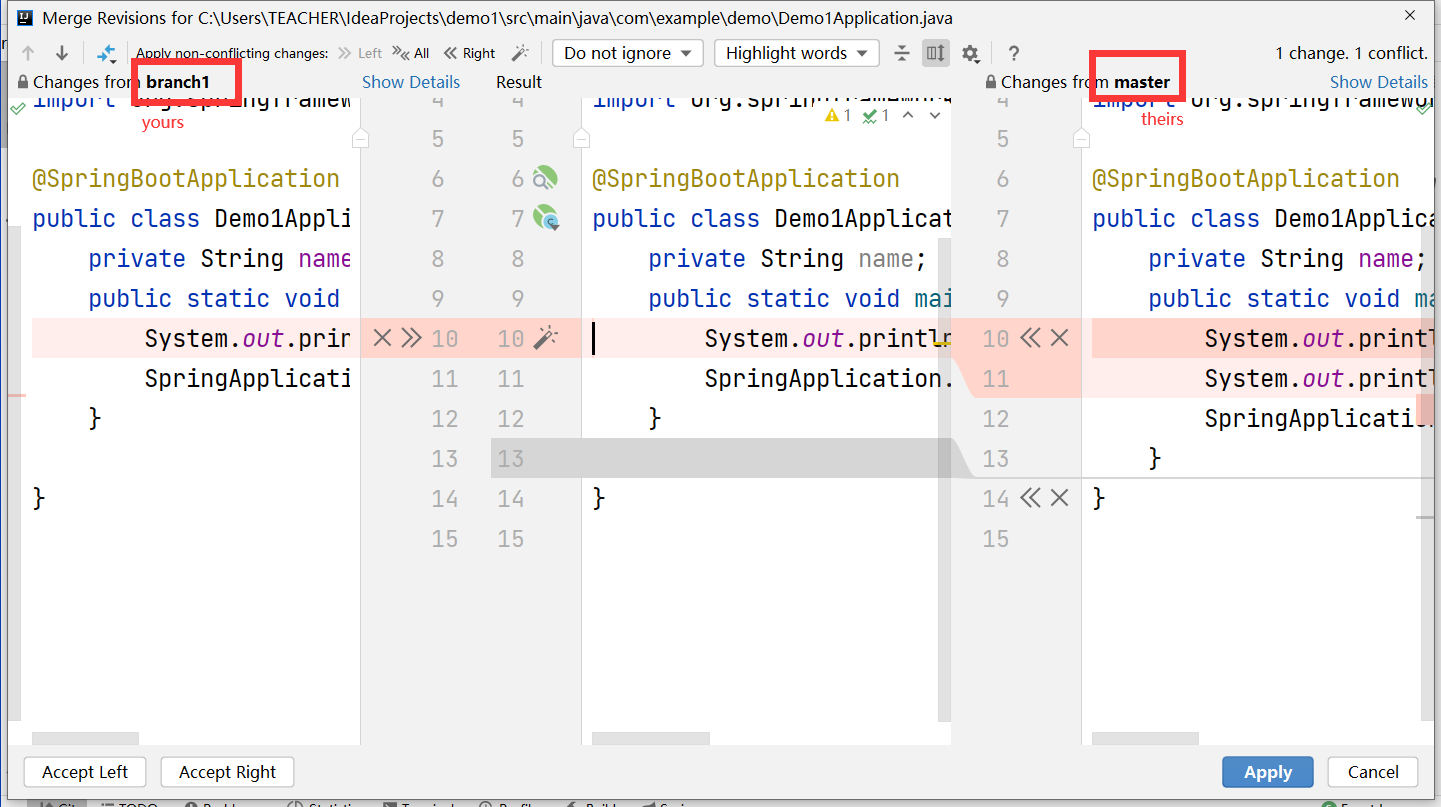 Merge Revisions for C:\Users\TEACHER\IdeaProjects\demo1\src\main\java\com\example\demo\Demo1Application.java
Apply non-conflicting changes: Left All Right Do not ignore Highlight words ? 1 change. 1 conflict.
Changes from branch1 Show Details Result Changes from master Show Details
yours theirs
import org.springframew 4 4 import org.springframew 4 import org.springframewor
1 1
5 5 5
@SpringBootApplication 6 6 @SpringBootApplication 6 @SpringBootApplication
public class Demo1Appli 7 7 public class Demo1Applicat 7 public class Demo1Applica
private String name 8 8 private String name; 8 private String name;
public static void 9 9 public static void mai 9 public static void ma
System.out.prin 10 10 System.out.println 10 System.out.printl
SpringApplicati 11 11 SpringApplication. 11 System.out.printl
} 12 12 } 12 SpringApplicatio
13 13 13 }
} 14 14 } 14 }
15 15 15
Accept Left Accept Right Apply Cancel